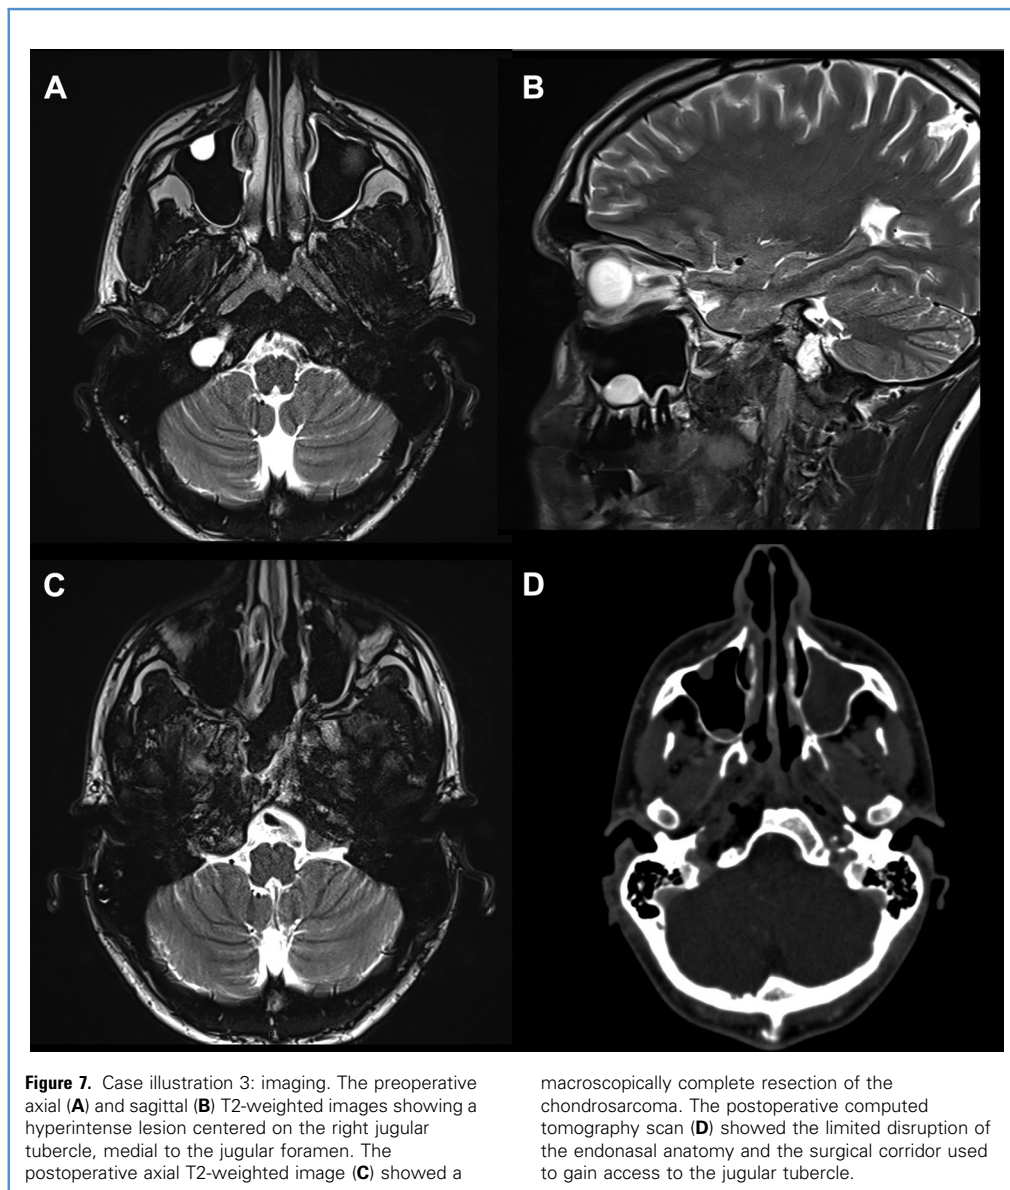 A
B
C
D
Figure 7. Case illustration 3: imaging. The preoperative
axial (A) and sagittal (B) T2-weighted images showing a
hyperintense lesion centered on the right jugular
tubercle, medial to the jugular foramen. The
postoperative axial T2-weighted image (C) showed a
macroscopically complete resection of the
chondrosarcoma. The postoperative computed
tomography scan (D) showed the limited disruption of
the endonasal anatomy and the surgical corridor used
to gain access to the jugular tubercle.